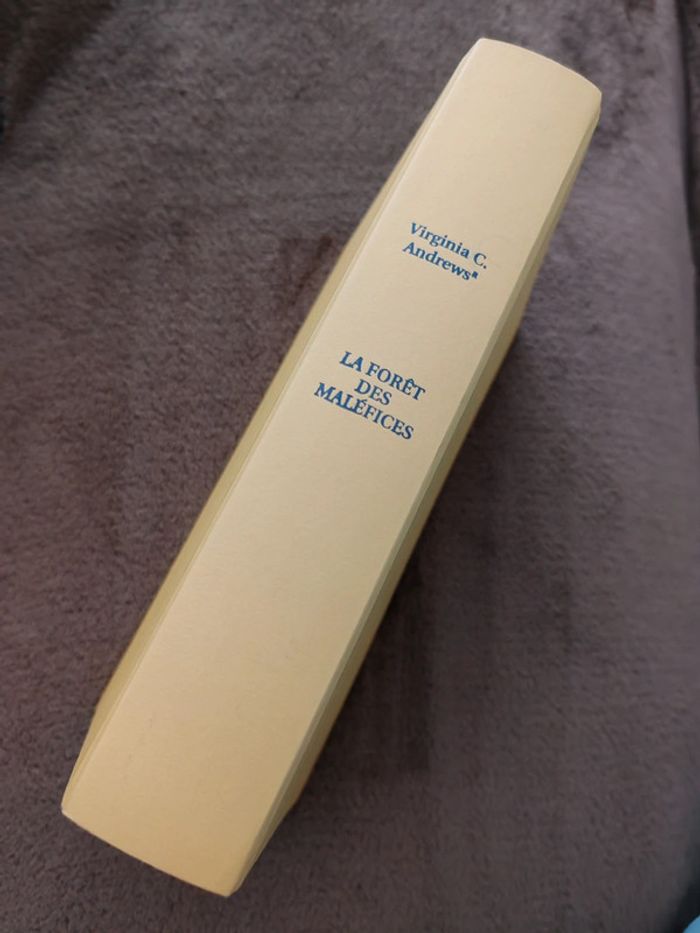 Virginia C.
Andrews®
LA FORÊT
DES
MALÉFICES